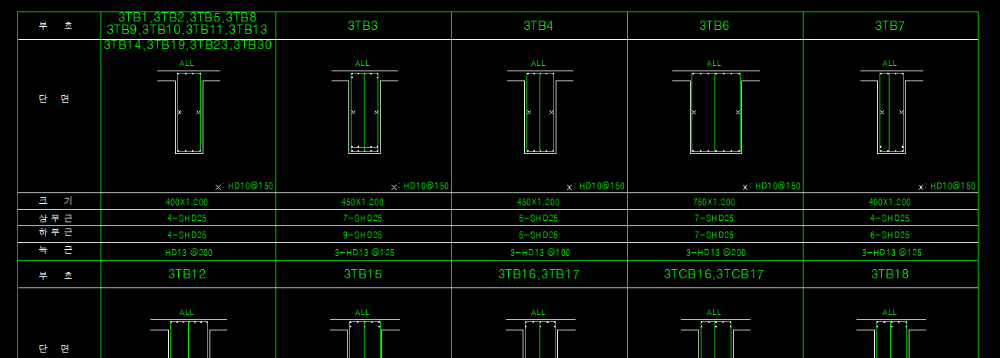 부 호
3TB1,3TB2,3TB5,3TB8
3TB9,3TB10,3TB11,3TB13
3TB14,3TB19,3TB23,3TB30
3TB3
3TB4
3TB6
3TB7
단 면
ALL
ALL
ALL
ALL
ALL
X: HD10@150
X: HD10@150
X: HD10@150
X: HD10@150
X: HD10@150
크 기
400X1,200
450X1,200
450X1,200
750X1,200
400X1,200
상 부 근
4-SHD25
7-SHD25
5-SHD25
7-SHD25
4-SHD25
하 부 근
4-SHD25
9-SHD25
5-SHD25
7-SHD25
6-SHD25
늑 근
HD13 @200
3-HD13 @125
3-HD13 @100
3-HD13 @200
3-HD13 @125
부 호
3TB12
3TB15
3TB16,3TB17
3TCB16,3TCB17
3TB18
단 면
ALL
ALL
ALL
ALL
ALL